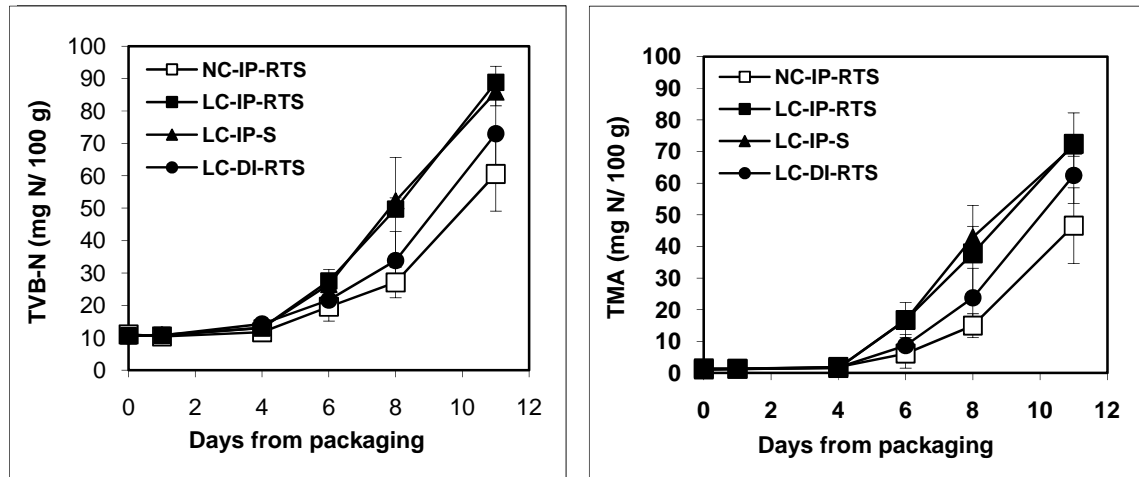 TVB-N (mg N/ 100 g)
100
90
80
70
60
50
40
30
20
10
0
NC-IP-RTS
LC-IP-RTS
LC-IP-S
LC-DI-RTS
0 2 4 6 8 10 12
Days from packaging
TMA (mg N/ 100 g)
100
90
80
70
60
50
40
30
20
10
0
NC-IP-RTS
LC-IP-RTS
LC-IP-S
LC-DI-RTS
0 2 4 6 8 10 12
Days from packaging